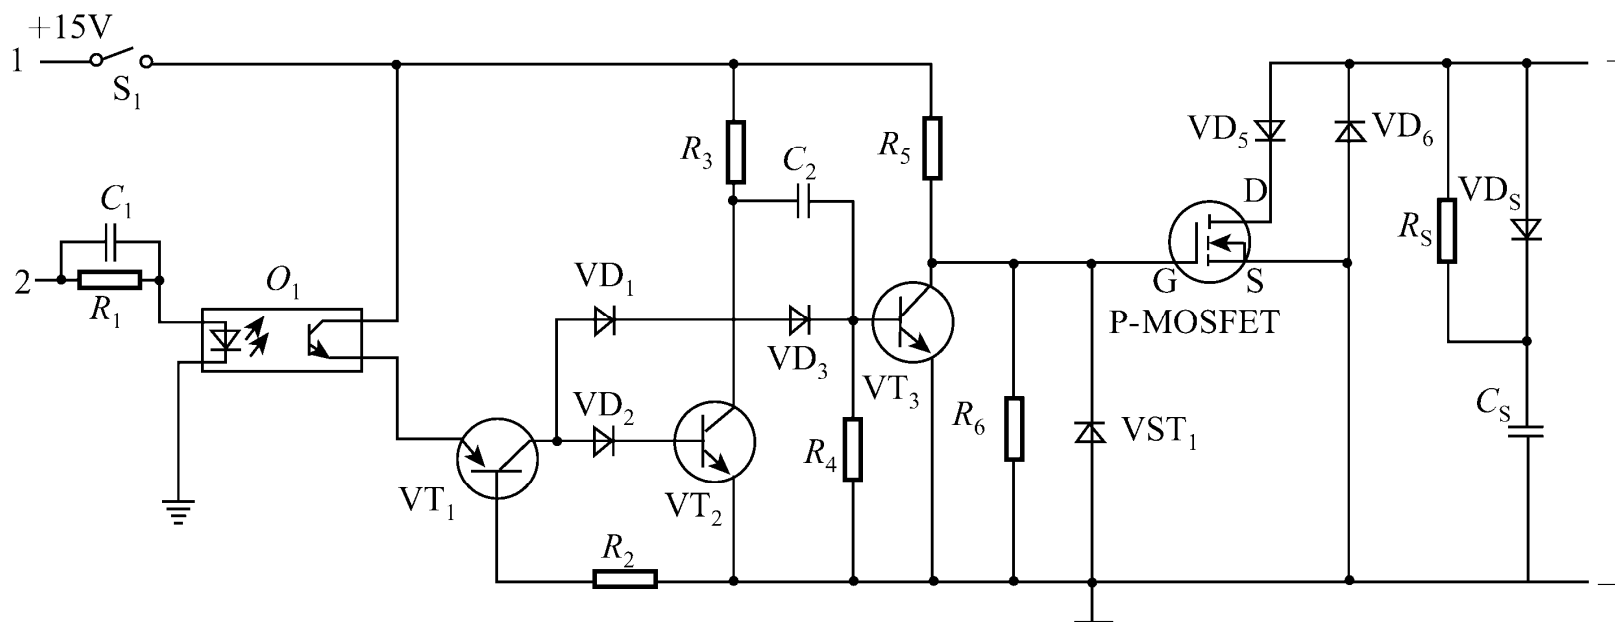 +15V
1
S1
R3
C2
R5
VD5
VD6
D
C1
RS
VDS
2
R1
O1
VD1
G
S
P-MOSFET
VD3
VT3
VD2
R6
VST1
CS
R4
VT1
VT2
R2